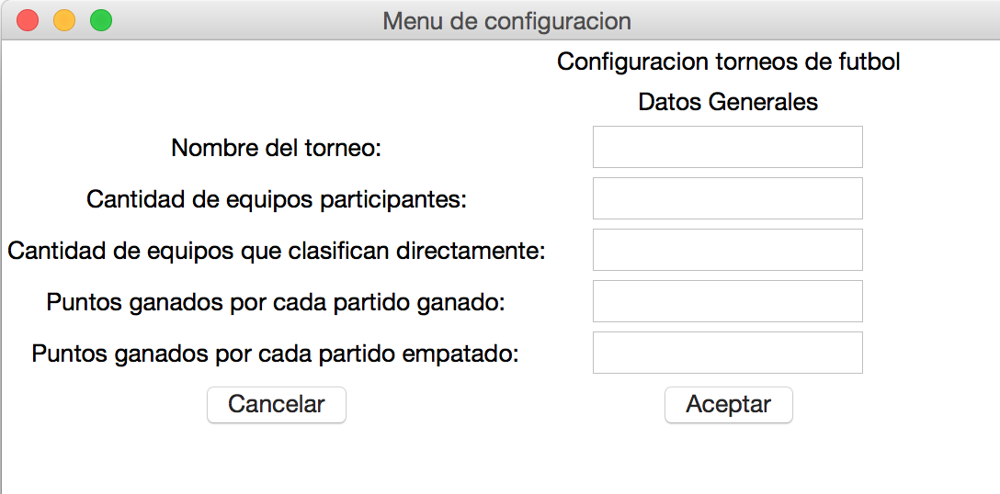 Menu de configuracion
Configuracion torneos de futbol
Datos Generales
Nombre del torneo:
Cantidad de equipos participantes:
Cantidad de equipos que clasifican directamente:
Puntos ganados por cada partido ganado:
Puntos ganados por cada partido empatado:
Cancelar Aceptar